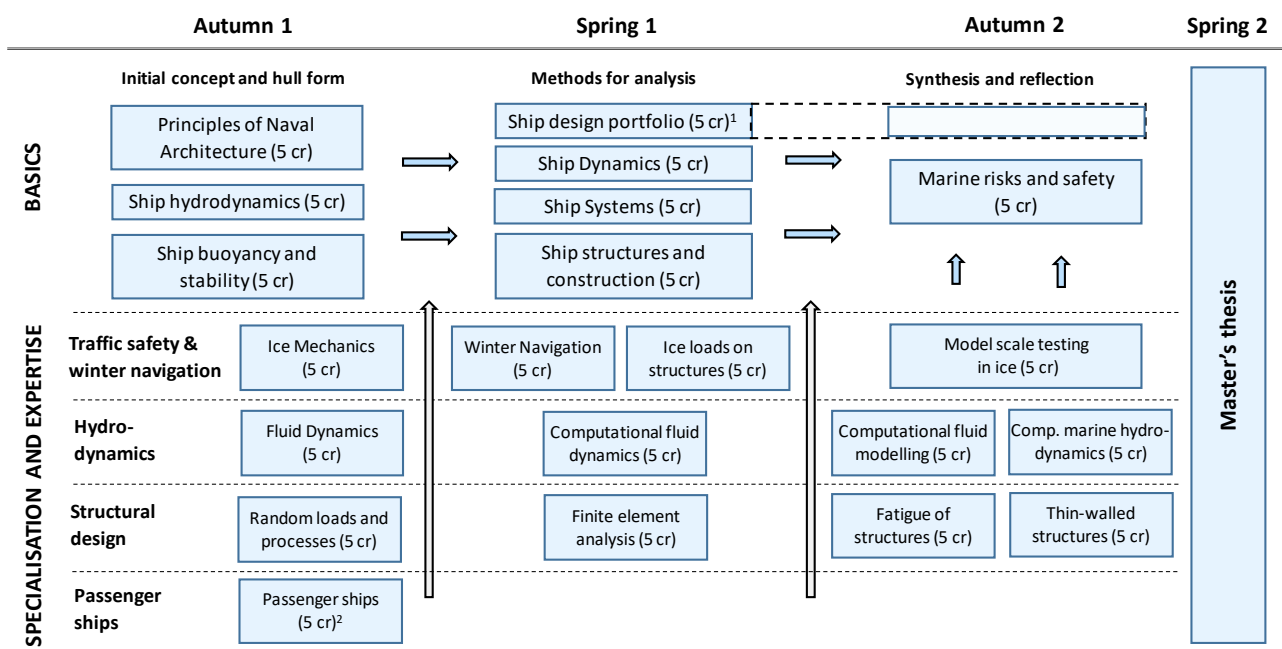 Autumn 1
Spring 1
Autumn 2
Spring 2
BASICS
Initial concept and hull form
Methods for analysis
Synthesis and reflection
Principles of Naval
Architecture (5 cr)
Ship hydrodynamics (5 cr)
Ship buoyancy and
stability (5 cr)
Ship design portfolio (5 cr)¹
Ship Dynamics (5 cr)
Ship Systems (5 cr)
Ship structures and
construction (5 cr)
Marine risks and safety
(5 cr)
Master's thesis
SPECIALISATION AND EXPERTISE
Traffic safety &
winter navigation
Ice Mechanics
(5 cr)
Winter Navigation
(5 cr)
Ice loads on
structures (5 cr)
Model scale testing
in ice (5 cr)
Hydro-
dynamics
Fluid Dynamics
(5 cr)
Computational fluid
dynamics (5 cr)
Computational fluid
modelling (5 cr)
Comp. marine hydro-
dynamics (5 cr)
Structural
design
Random loads and
processes (5 cr)
Finite element
analysis (5 cr)
Fatigue of
structures (5 cr)
Thin-walled
structures (5 cr)
Passenger
ships
Passenger ships
(5 cr)²